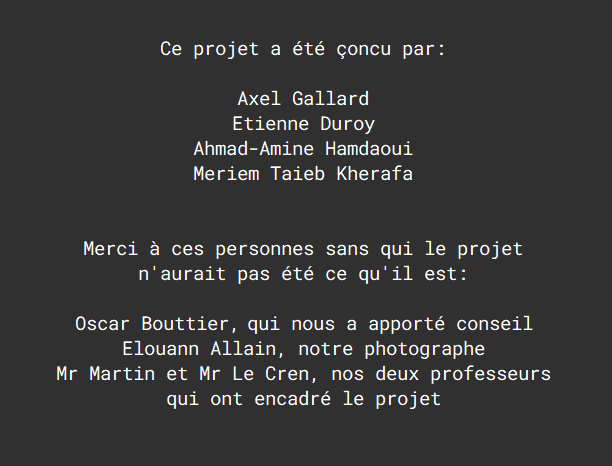 Ce projet a été çoncu par:
Axel Gallard
Etienne Duroy
Ahmad-Amine Hamdaoui
Meriem Taieb Kherafa
Merci à ces personnes sans qui le projet
n'aurait pas été ce qu'il est:
Oscar Bouttier, qui nous a apporté conseil
Elouann Allain, notre photographe
Mr Martin et Mr Le Cren, nos deux professeurs
qui ont encadré le projet